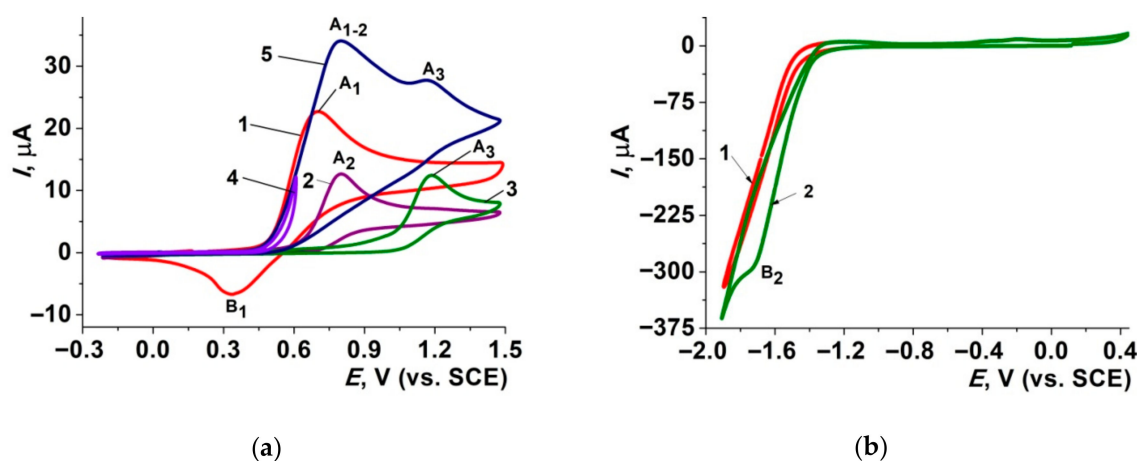 A1-2
5
A3
A1
1
A2
A3
4
2
3
B1
30
20
10
0
−10
I, µA
−0.3 0.0 0.3 0.6 0.9 1.2 1.5
E, V (vs. SCE)
(a)
0
−75
−150
−225
−300
−375
I, µA
1
2
B2
−2.0 −1.6 −1.2 −0.8 −0.4 0.0 0.4
E, V (vs. SCE)
(b)